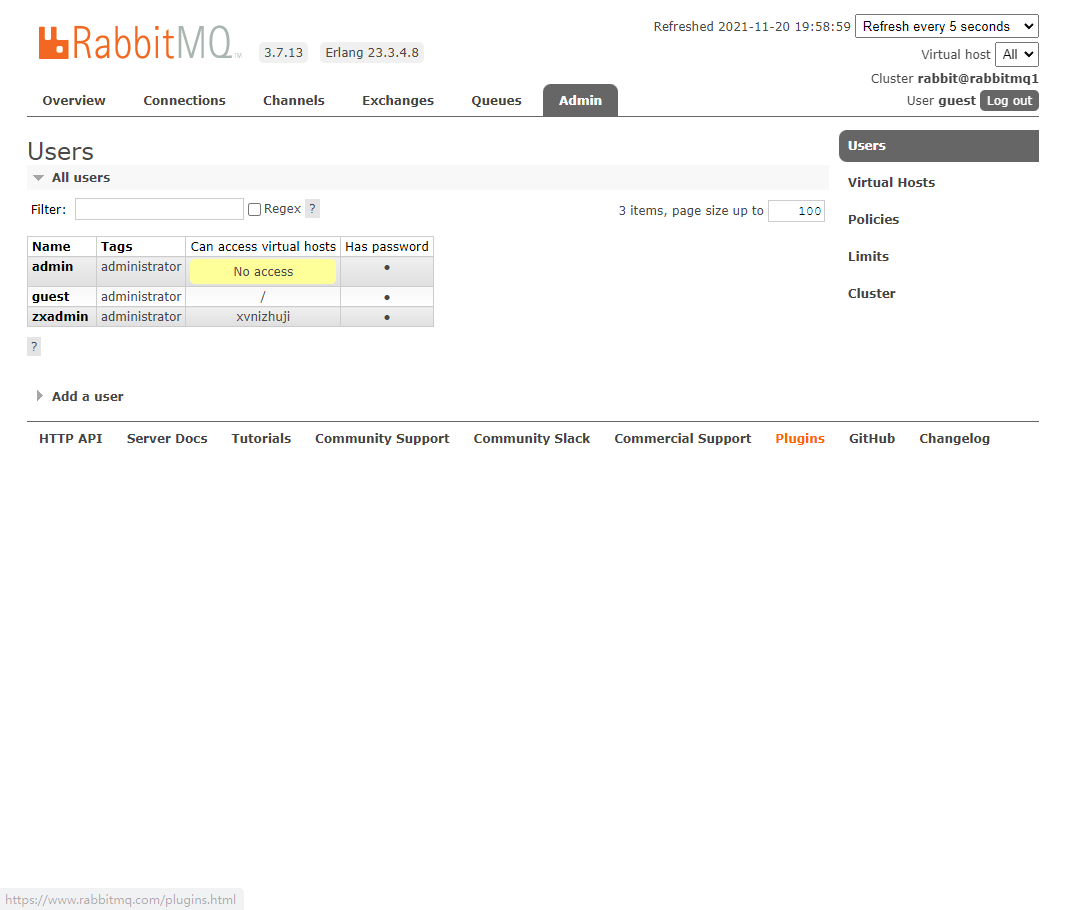 RabbitMQ™ 3.7.13 Erlang 23.3.4.8
Refreshed 2021-11-20 19:58:59 Refresh every 5 seconds
Virtual host All
Cluster rabbit@rabbitmq1
User guest Log out
Overview Connections Channels Exchanges Queues Admin
Users
All users
Filter: Regex ? 3 items, page size up to 100
Name Tags Can access virtual hosts Has password
admin administrator No access •
guest administrator / •
zxadmin administrator xvnizhuji •
?
Add a user
Users
Virtual Hosts
Policies
Limits
Cluster
HTTP API Server Docs Tutorials Community Support Community Slack Commercial Support Plugins GitHub Changelog
https://www.rabbitmq.com/plugins.html